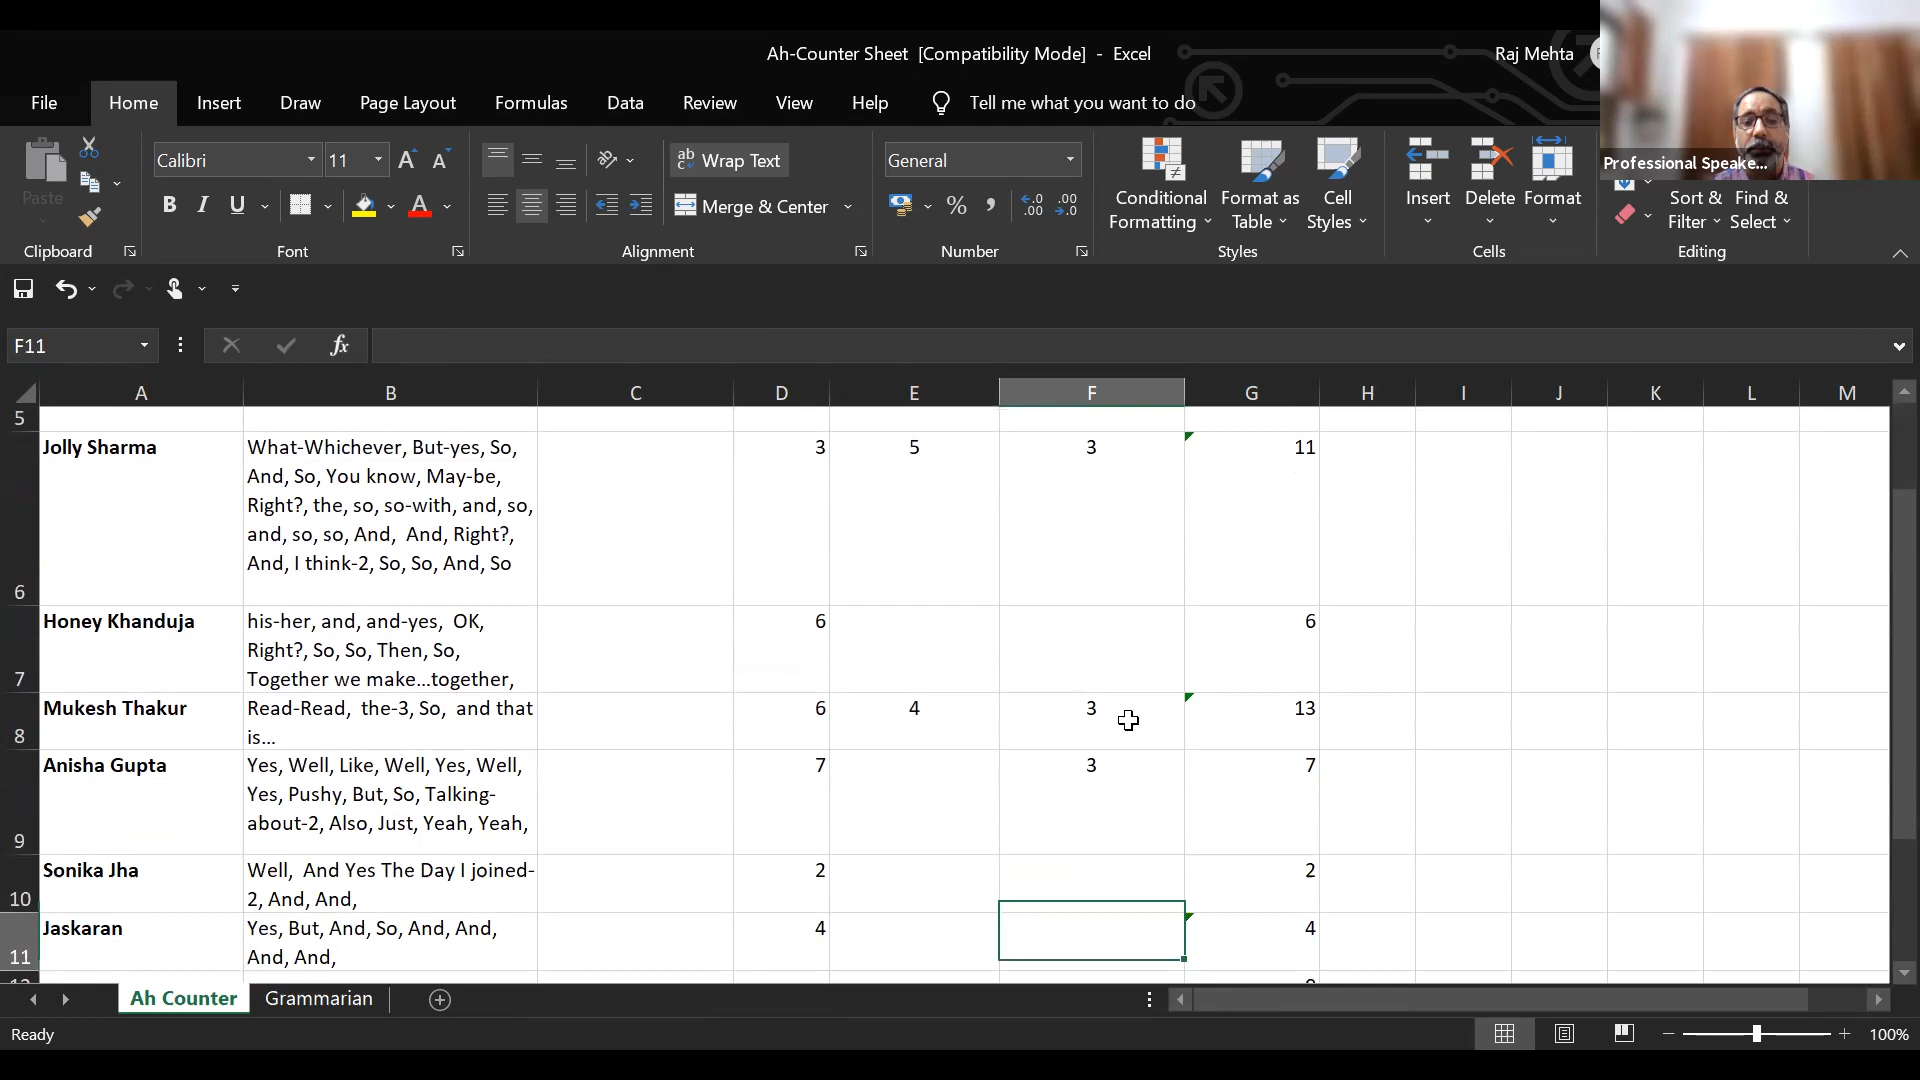 Ah-Counter Sheet [Compatibility Mode] - Excel
Raj Mehta
Professional Speake...
File Home Insert Draw Page Layout Formulas Data Review View Help Tell me what you want to do
Paste
Calibri 11
B I U
ab Wrap Text
Merge & Center
General
% , .0 .00 .00 .0
Conditional Formatting
Format as Table
Cell Styles
Insert Delete Format
Sort & Filter
Find & Select
Clipboard Font Alignment Number Styles Cells Editing
F11 fx
A B C D E F G H I J K L M
5
6 Jolly Sharma 3 5 3 11
What-Whichever, But-yes, So,
And, So, You know, May-be,
Right?, the, so, so-with, and, so,
and, so, so, And, And, Right?,
And, I think-2, So, So, And, So
7 Honey Khanduja 6 6
his-her, and, and-yes, OK,
Right?, So, So, Then, So,
Together we make...together,
8 Mukesh Thakur 6 4 3 13
Read-Read, the-3, So, and that
is...
9 Anisha Gupta 7 3 7
Yes, Well, Like, Well, Yes, Well,
Yes, Pushy, But, So, Talking-
about-2, Also, Just, Yeah, Yeah,
10 Sonika Jha 2 2
Well, And Yes The Day I joined-
2, And, And,
11 Jaskaran 4 4
Yes, But, And, So, And, And,
And, And,
Ah Counter Grammarian
Ready
100%